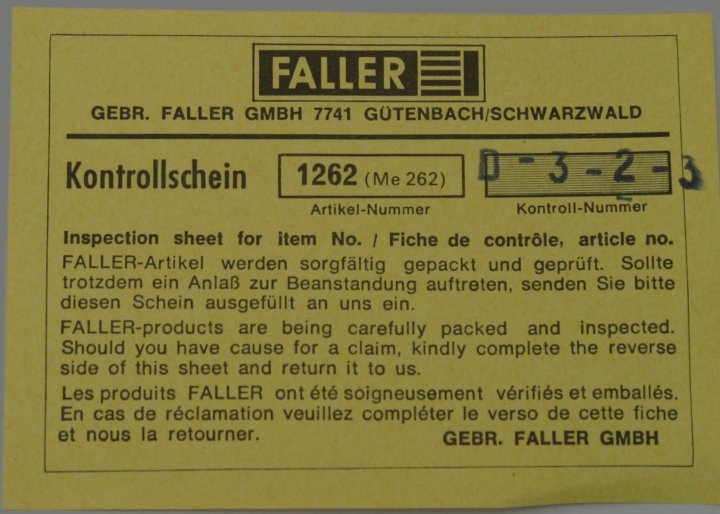 FALLER
GEBR. FALLER GMBH 7741 GÜTENBACH/SCHWARZWALD
Kontrollschein 1262 (Me 262) D-3-2-3
Artikel-Nummer Kontroll-Nummer
Inspection sheet for item No. / Fiche de contrôle, article no.
FALLER-Artikel werden sorgfältig gepackt und geprüft. Sollte
trotzdem ein Anlaß zur Beanstandung auftreten, senden Sie bitte
diesen Schein ausgefüllt an uns ein.
FALLER-products are being carefully packed and inspected.
Should you have cause for a claim, kindly complete the reverse
side of this sheet and return it to us.
Les produits FALLER ont été soigneusement vérifiés et emballés.
En cas de réclamation veuillez compléter le verso de cette fiche
et nous la retourner.
GEBR. FALLER GMBH